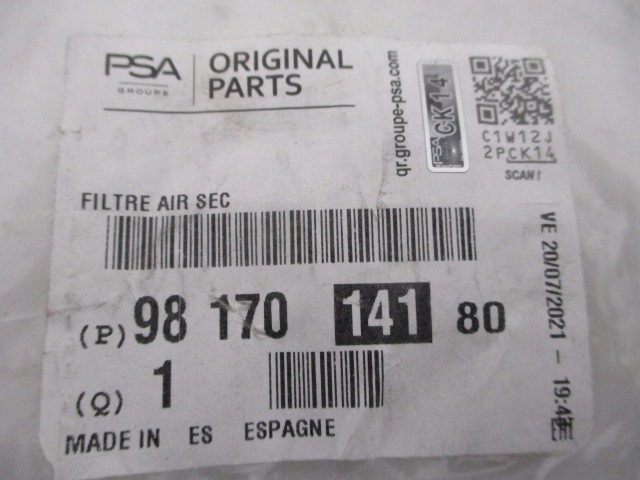 PSA
GROUPE
ORIGINAL
PARTS
qr.groupe-psa.com
PSA CK14
C1W12J
2PCK14
SCAN!
FILTRE AIR SEC
VE 20/07/2021 - 19:4
(P) 98 170 141 80
(Q) 1
MADE IN ES ESPAGNE